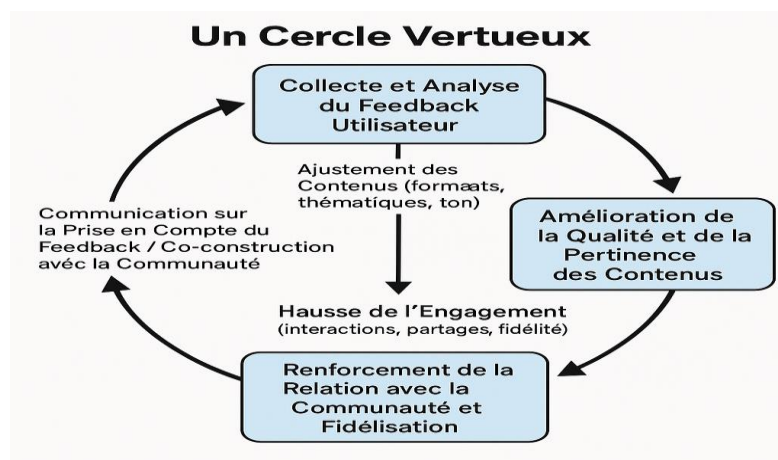 Un Cercle Vertueux
Collecte et Analyse
du Feedback
Utilisateur
Ajustement des
Contenus (formaats,
thématíques, ton)
Amélioration de
la Qualité et de la
Pertinence
des Contenus
Communication sur
la Prise en Compte du
Feedback / Co-construction
avéc la Communauté
Hausse de l'Engagement
(interactions, partages, fidélité)
Renforcement de la
Relation avec la
Communauté et
Fidélisation